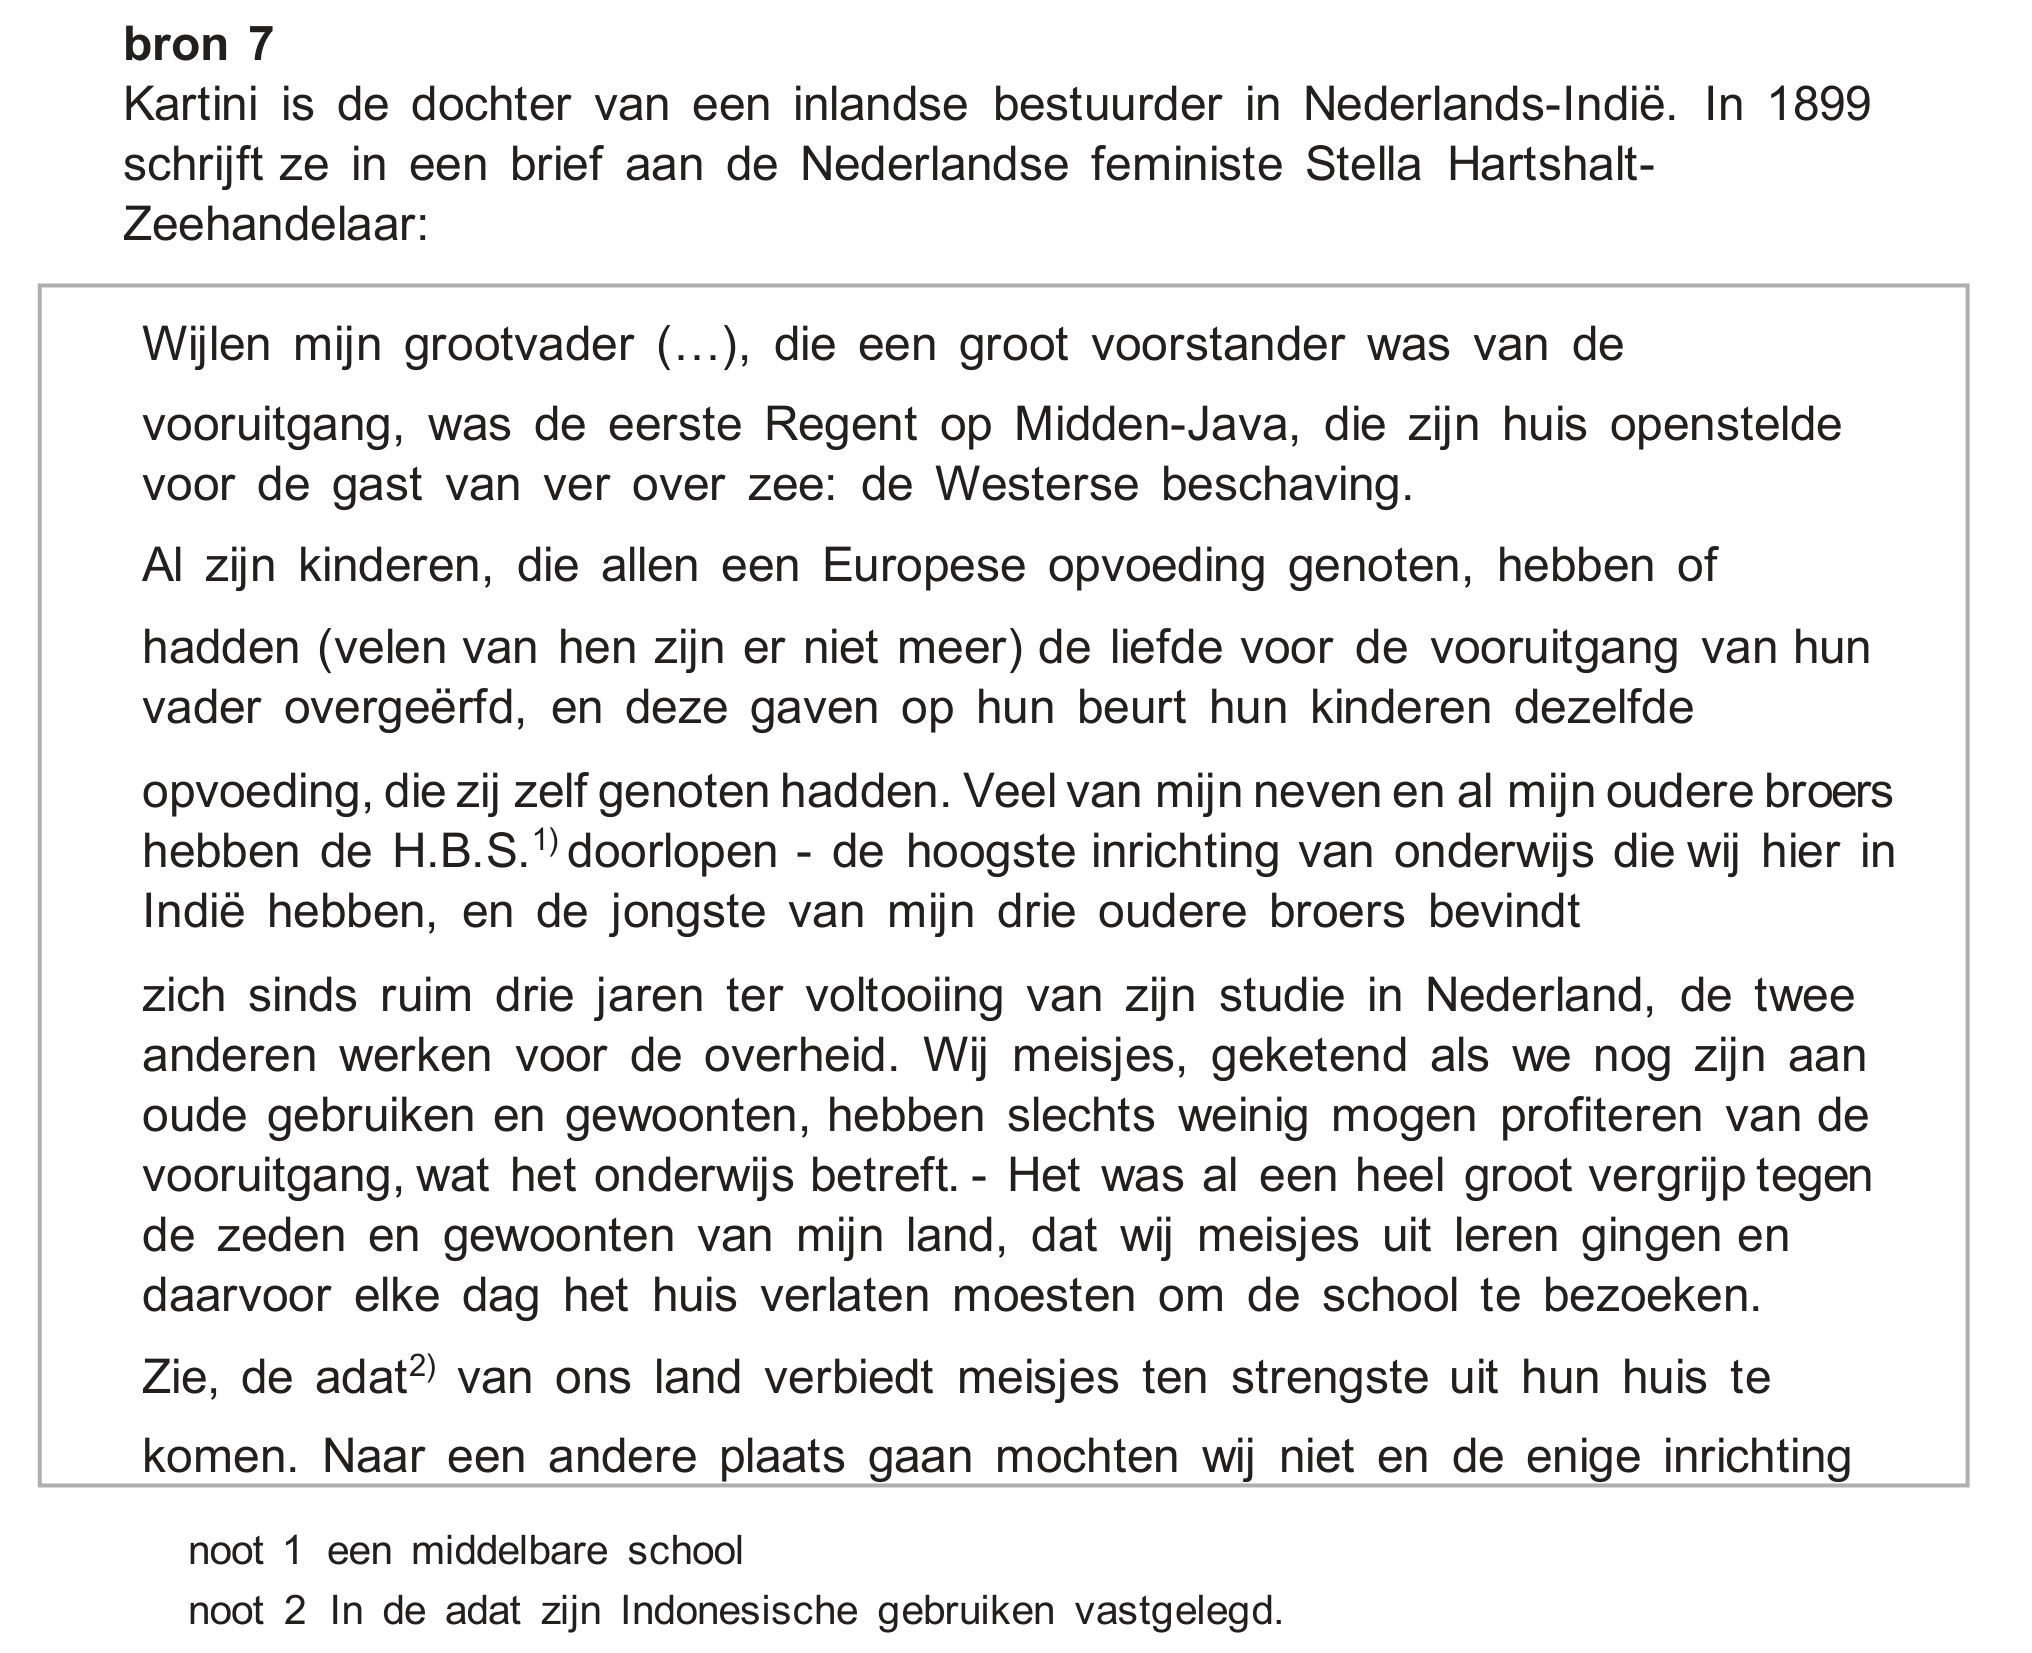 bron 7
Kartini is de dochter van een inlandse bestuurder in Nederlands-Indië. In 1899
schrijft ze in een brief aan de Nederlandse feministe Stella Hartshalt-
Zeehandelaar:
Wijlen mijn grootvader (…), die een groot voorstander was van de
vooruitgang, was de eerste Regent op Midden-Java, die zijn huis openstelde
voor de gast van ver over zee: de Westerse beschaving.
Al zijn kinderen, die allen een Europese opvoeding genoten, hebben of
hadden (velen van hen zijn er niet meer) de liefde voor de vooruitgang van hun
vader overgeërfd, en deze gaven op hun beurt hun kinderen dezelfde
opvoeding, die zij zelf genoten hadden. Veel van mijn neven en al mijn oudere broers
hebben de H.B.S.1) doorlopen - de hoogste inrichting van onderwijs die wij hier in
Indië hebben, en de jongste van mijn drie oudere broers bevindt
zich sinds ruim drie jaren ter voltooiing van zijn studie in Nederland, de twee
anderen werken voor de overheid. Wij meisjes, geketend als we nog zijn aan
oude gebruiken en gewoonten, hebben slechts weinig mogen profiteren van de
vooruitgang, wat het onderwijs betreft. - Het was al een heel groot vergrijp tegen
de zeden en gewoonten van mijn land, dat wij meisjes uit leren gingen en
daarvoor elke dag het huis verlaten moesten om de school te bezoeken.
Zie, de adat2) van ons land verbiedt meisjes ten strengste uit hun huis te
komen. Naar een andere plaats gaan mochten wij niet en de enige inrichting
noot 1 een middelbare school
noot 2 In de adat zijn Indonesische gebruiken vastgelegd.